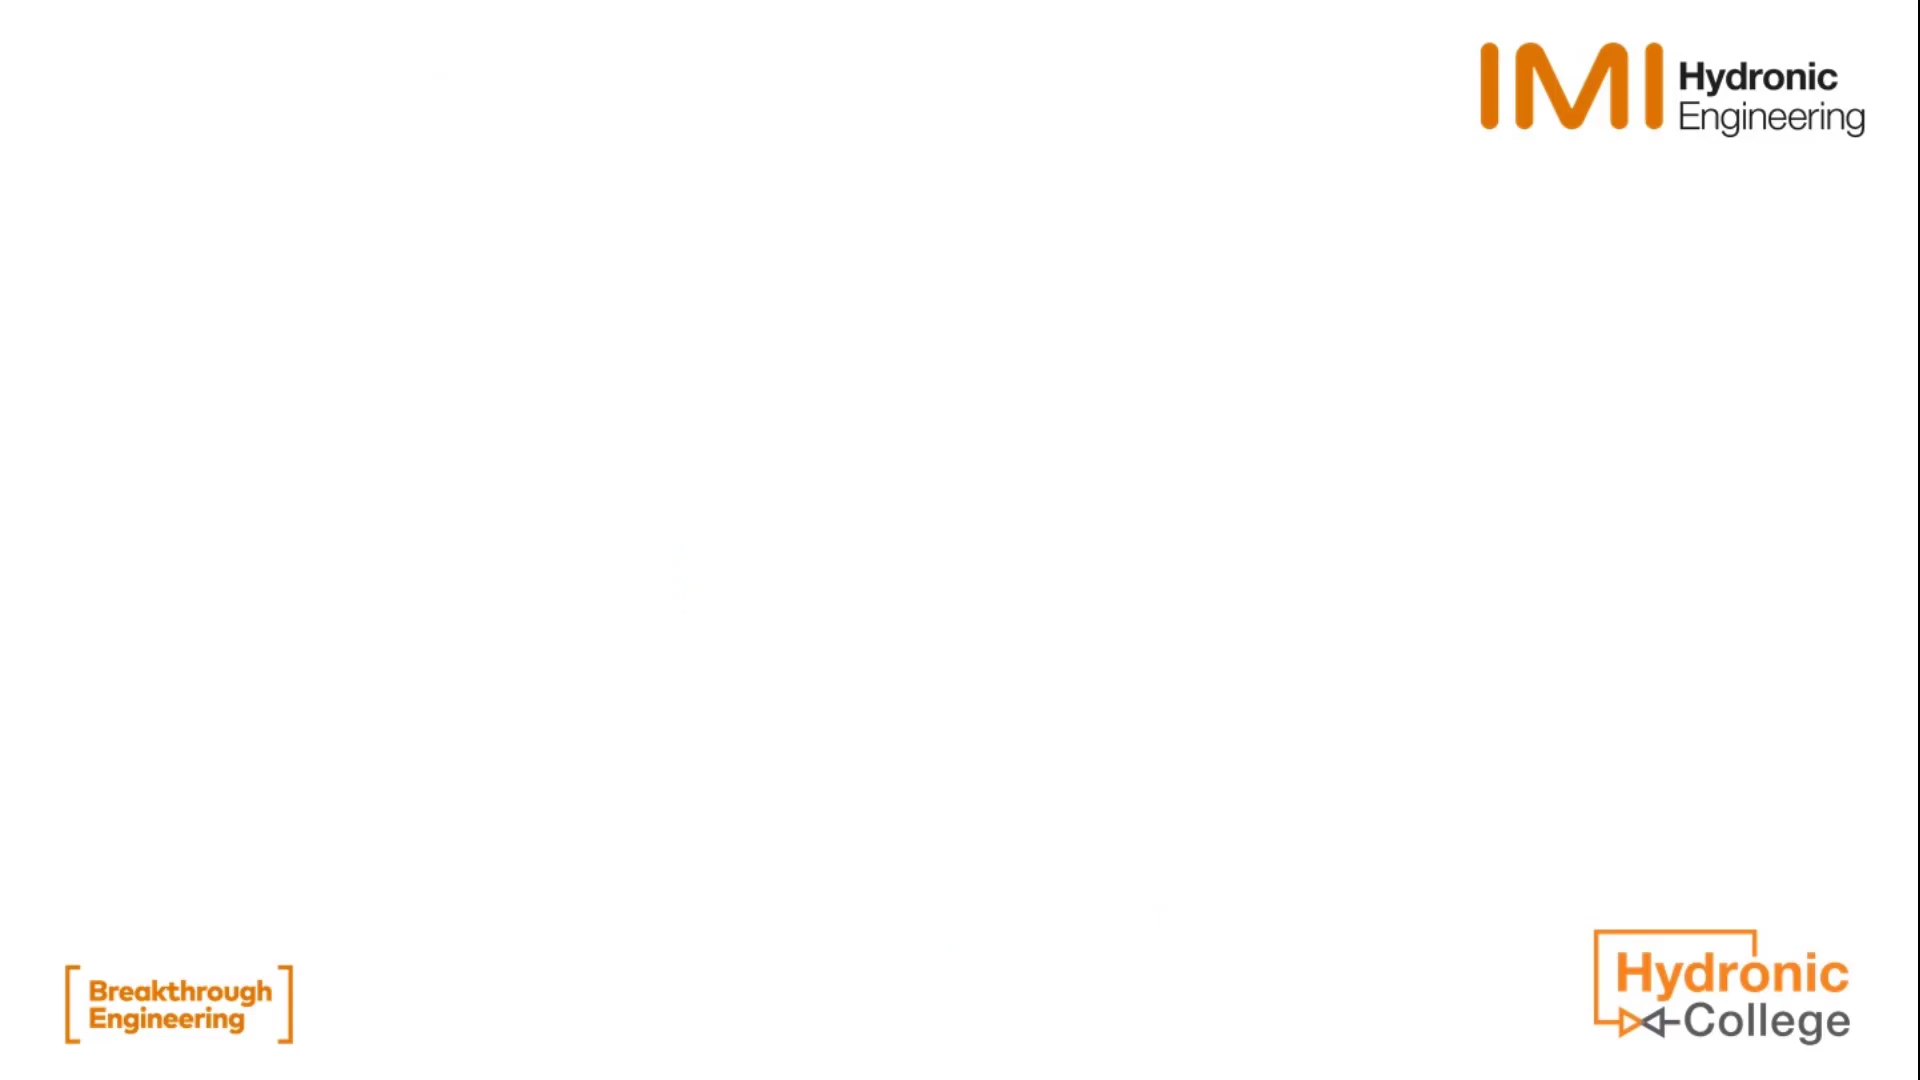 IMI Hydronic
Engineering
Breakthrough
Engineering
Hydronic
College